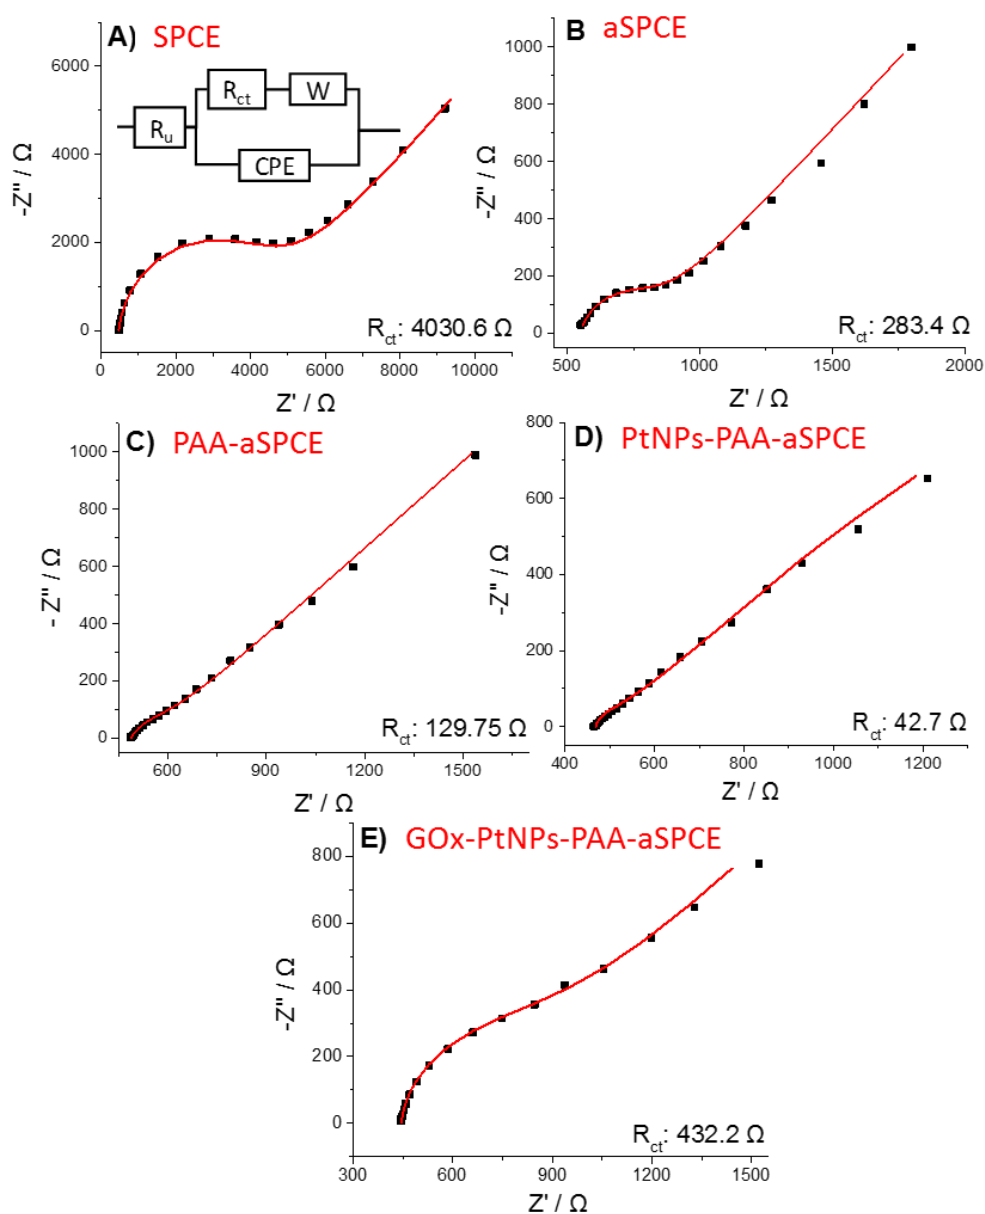 A) SPCE
6000
4000
2000
0
-Z" / Ω
R_u
R_ct
W
CPE
R_ct: 4030.6 Ω
0 2000 4000 6000 8000 10000
Z' / Ω
B aSPCE
1000
800
600
400
200
0
-Z" / Ω
R_ct: 283.4 Ω
500 1000 1500 2000
Z' / Ω
C) PAA-aSPCE
1000
800
600
400
200
0
- Z" / Ω
R_ct: 129.75 Ω
600 900 1200 1500
Z' / Ω
D) PtNPs-PAA-aSPCE
800
600
400
200
0
-Z" / Ω
R_ct: 42.7 Ω
400 600 800 1000 1200
Z' / Ω
E) GOx-PtNPs-PAA-aSPCE
800
600
400
200
0
-Z" / Ω
R_ct: 432.2 Ω
300 600 900 1200 1500
Z' / Ω